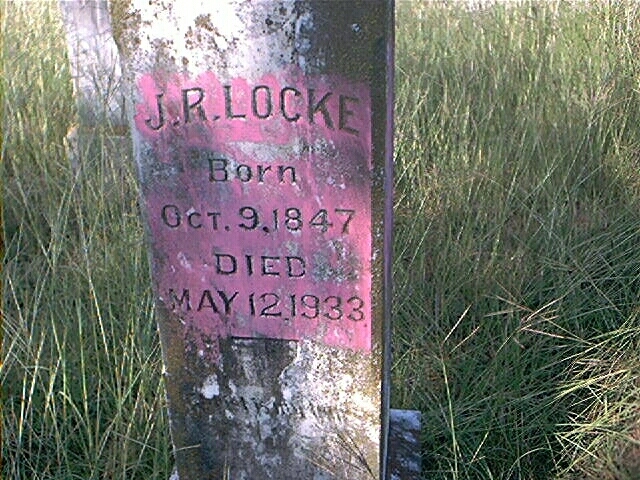 J.R. LOCKE
Born
OCT. 9, 1847
DIED
MAY 12, 1933